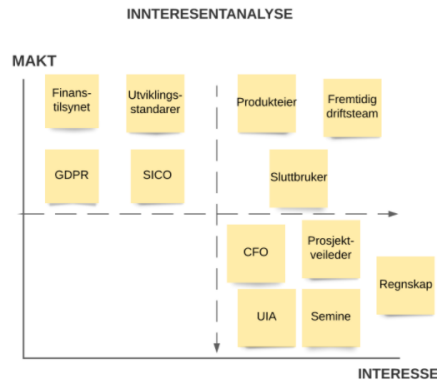 INNTERESENTANALYSE
MAKT
Finans-
tilsynet
Utviklings-
standarer
Produkteier
Fremtidig
driftsteam
GDPR
SICO
Sluttbruker
CFO
Prosjekt-
veileder
Regnskap
UIA
Semine
INTERESSE